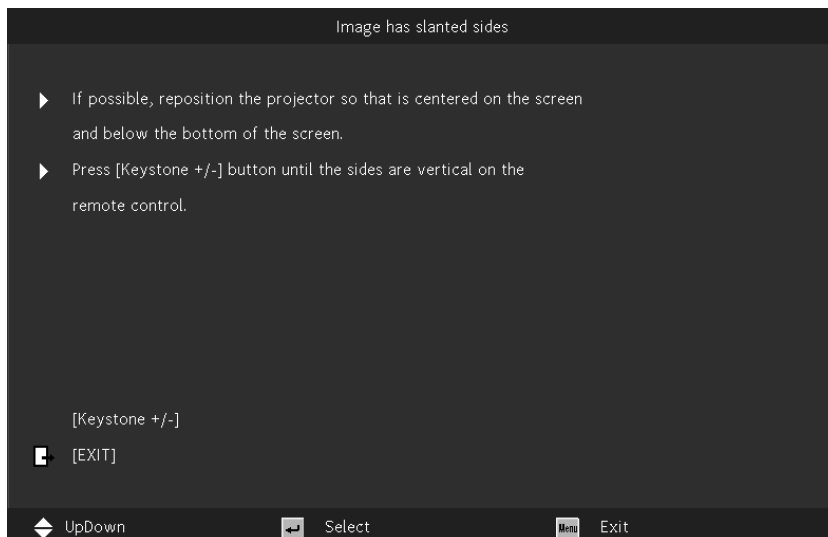 Image has slanted sides
If possible, reposition the projector so that is centered on the screen
and below the bottom of the screen.
Press [Keystone +/-] button until the sides are vertical on the
remote control.
[Keystone +/-]
[EXIT]
UpDown Select Menu Exit